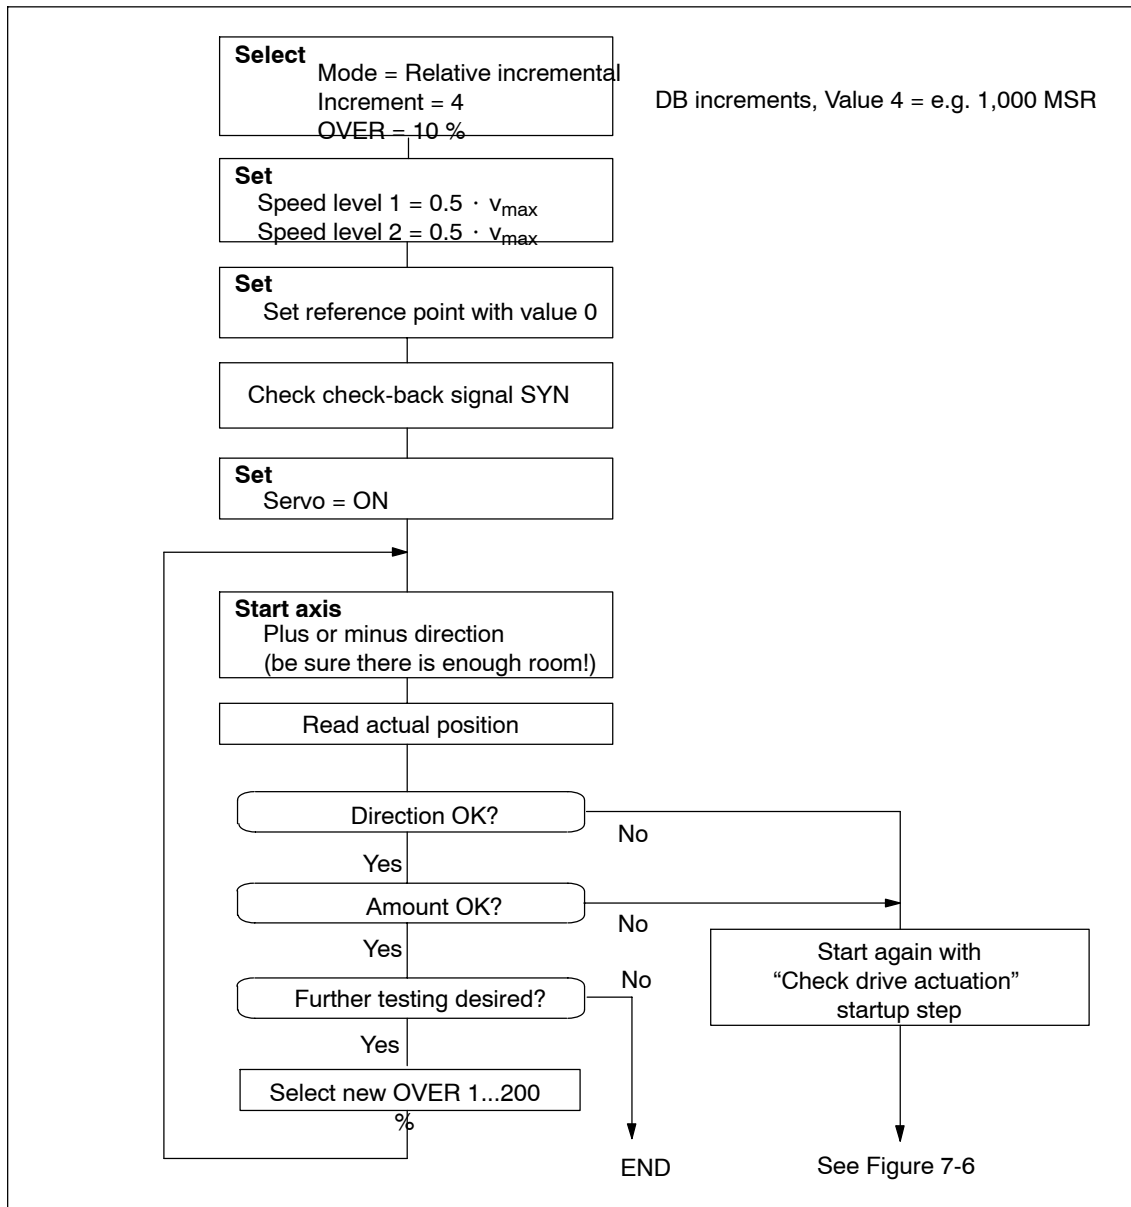 Select
Mode = Relative incremental
Increment = 4
OVER = 10 %
DB increments, Value 4 = e.g. 1,000 MSR
Set
Speed level 1 = 0.5 · vmax
Speed level 2 = 0.5 · vmax
Set
Set reference point with value 0
Check check-back signal SYN
Set
Servo = ON
Start axis
Plus or minus direction
(be sure there is enough room!)
Read actual position
Direction OK?
No
Yes
Amount OK?
No
Yes
Start again with
“Check drive actuation”
startup step
Further testing desired?
No
Yes
Select new OVER 1...200
%
END
See Figure 7-6